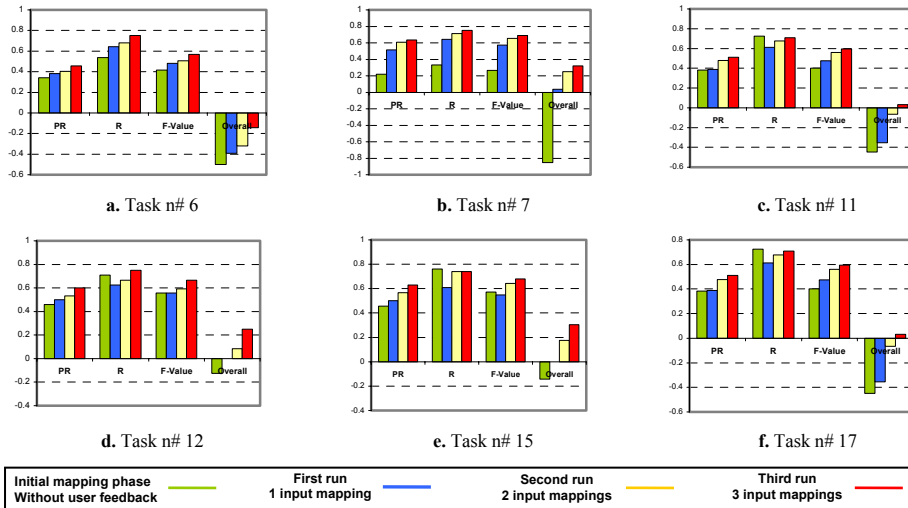 1
0.8
0.6
0.4
0.2
0
-0.2
-0.4
-0.6
PR R F-Value Overall
a. Task n# 6
1
0.8
0.6
0.4
0.2
0
-0.2
-0.4
-0.6
-0.8
-1
PR R F-Value Overall
b. Task n# 7
1
0.8
0.6
0.4
0.2
0
-0.2
-0.4
-0.6
PR R F-Value Overall
c. Task n# 11
1
0.8
0.6
0.4
0.2
0
-0.2
-0.4
PR R F-Value Overall
d. Task n# 12
1
0.8
0.6
0.4
0.2
0
-0.2
-0.4
PR R F-Value Overall
e. Task n# 15
0.8
0.6
0.4
0.2
0
-0.2
-0.4
-0.6
PR R F-Value Overall
f. Task n# 17
Initial mapping phase
Without user feedback
First run
1 input mapping
Second run
2 input mappings
Third run
3 input mappings